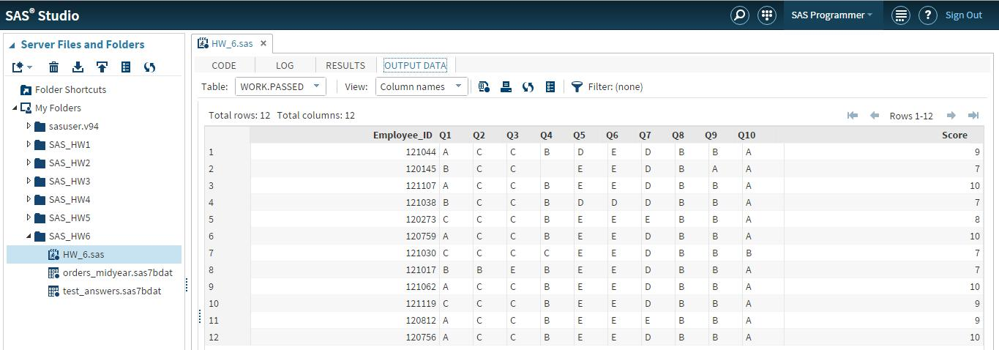 SAS® Studio
SAS Programmer
Sign Out
Server Files and Folders
Folder Shortcuts
My Folders
sasuser.v94
SAS_HW1
SAS_HW2
SAS_HW3
SAS_HW4
SAS_HW5
SAS_HW6
HW_6.sas
orders_midyear.sas7bdat
test_answers.sas7bdat
HW_6.sas
CODE LOG RESULTS OUTPUT DATA
Table: WORK.PASSED View: Column names Filter: (none)
Total rows: 12 Total columns: 12 Rows 1-12
Employee_ID Q1 Q2 Q3 Q4 Q5 Q6 Q7 Q8 Q9 Q10 Score
1 121044 A C C B D E D B B A 9
2 120145 B C C E E D B A A 7
3 121107 A C C B E E D B B A 10
4 121038 B C C B D D D B B A 7
5 120273 C C C B E E E B B A 8
6 120759 A C C B E E D B B A 10
7 121030 C C C C E E D B B B 7
8 121017 B B E B E E D B B A 7
9 121062 A C C B E E D B B A 10
10 121119 C C C B E E D B B A 9
11 120812 A C C B E E E B B A 9
12 120756 A C C B E E D B B A 10